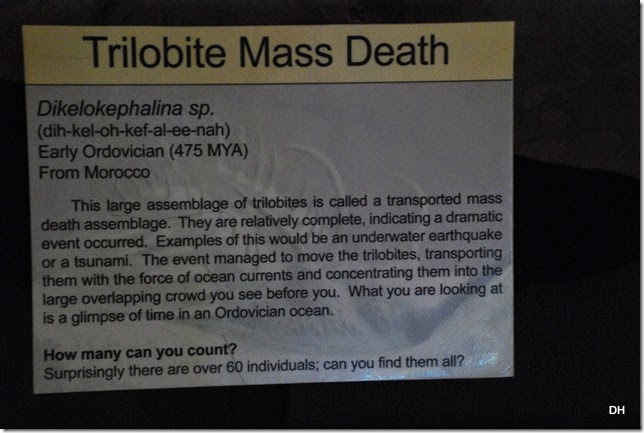 Trilobite Mass Death
Dikelokephalina sp.
(dih-kel-oh-kef-al-ee-nah)
Early Ordovician (475 MYA)
From Morocco
This large assemblage of trilobites is called a transported mass
death assemblage. They are relatively complete, indicating a dramatic
event occurred. Examples of this would be an underwater earthquake
or a tsunami. The event managed to move the trilobites, transporting
them with the force of ocean currents and concentrating them into the
large overlapping crowd you see before you. What you are looking at
is a glimpse of time in an Ordovician ocean.
How many can you count?
Surprisingly there are over 60 individuals; can you find them all?
DH